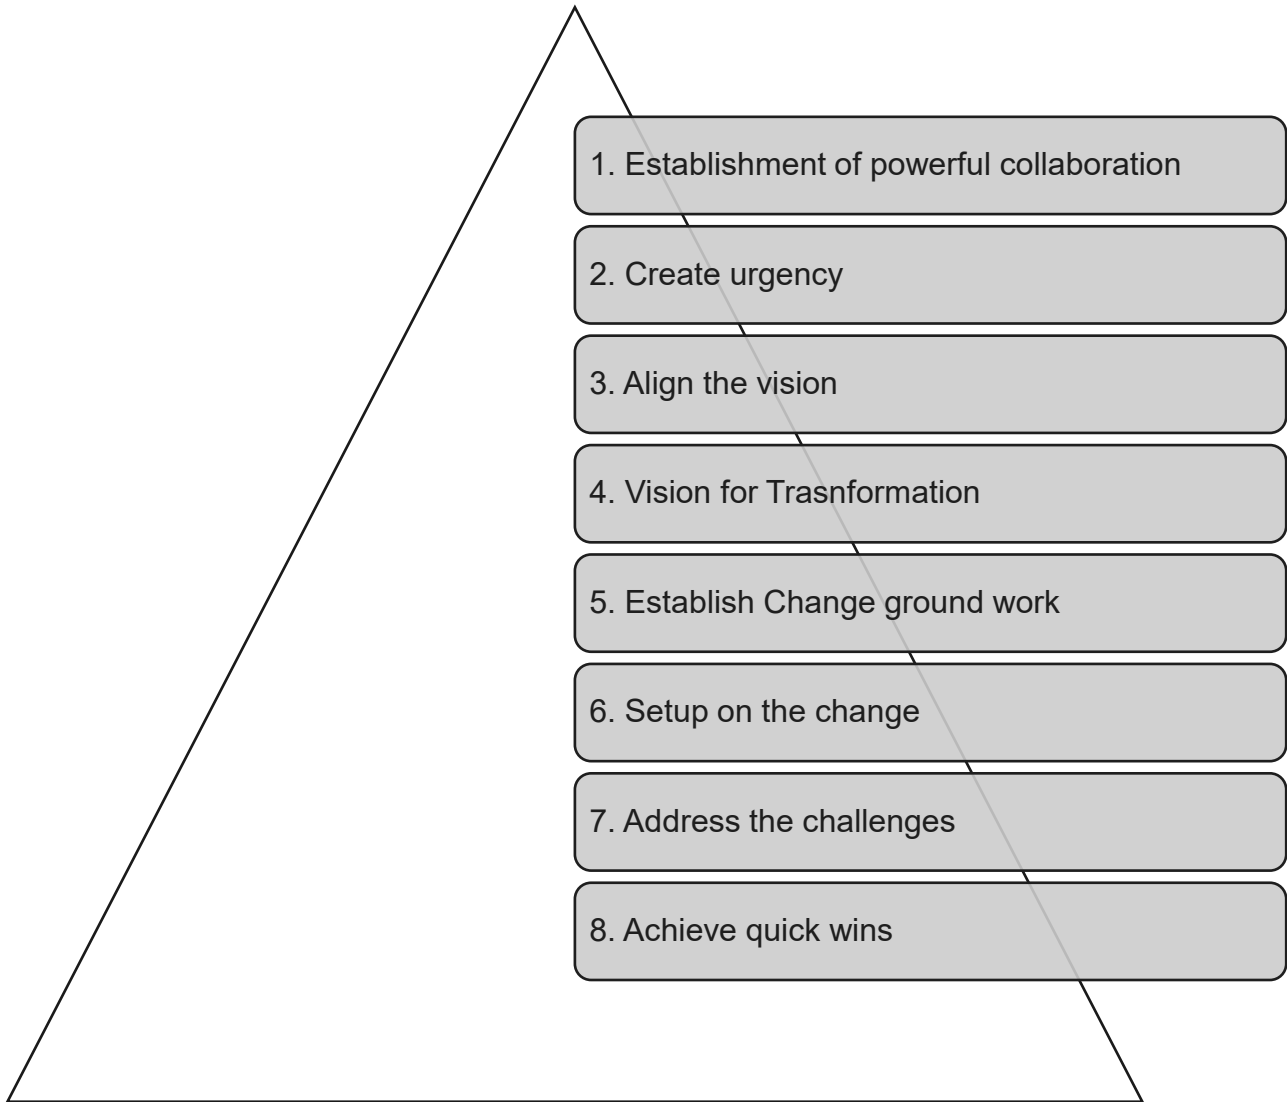 1. Establishment of powerful collaboration
2. Create urgency
3. Align the vision
4. Vision for Trasnformation
5. Establish Change ground work
6. Setup on the change
7. Address the challenges
8. Achieve quick wins